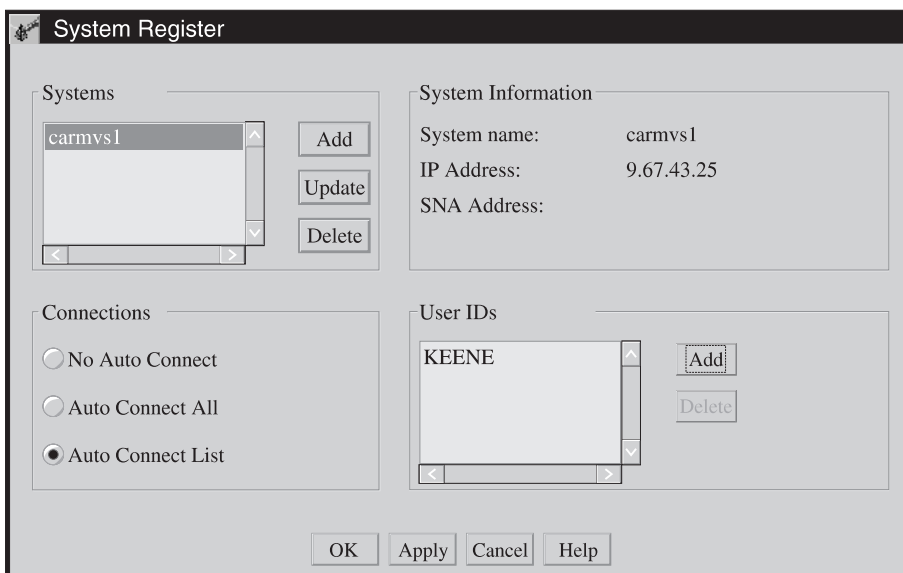 System Register
Systems
carmvs1
Add
Update
Delete
System Information
System name: carmvs1
IP Address: 9.67.43.25
SNA Address:
Connections
No Auto Connect
Auto Connect All
Auto Connect List
User IDs
KEENE
Add
Delete
OK Apply Cancel Help